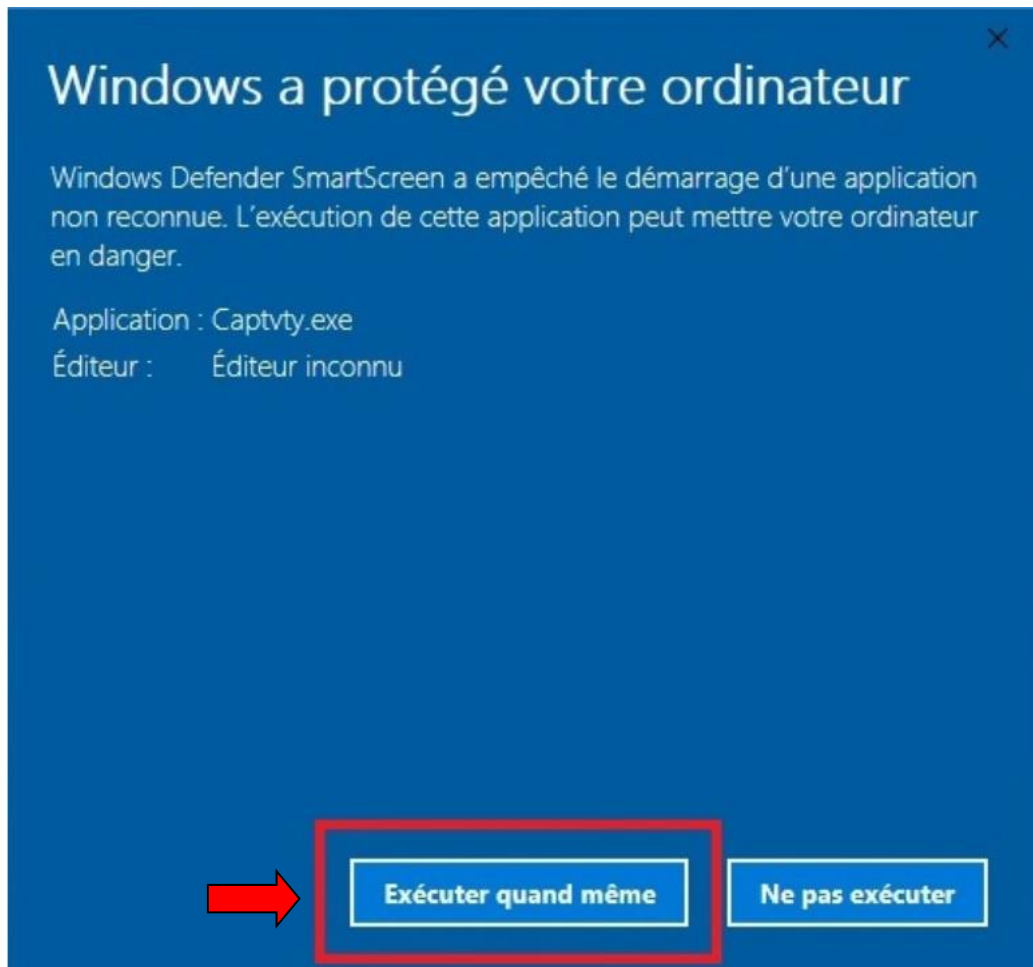 Windows a protégé votre ordinateur
Windows Defender SmartScreen a empêché le démarrage d'une application
non reconnue. L'exécution de cette application peut mettre votre ordinateur
en danger.
Application : Captvty.exe
Éditeur : Éditeur inconnu
Exécuter quand même
Ne pas exécuter